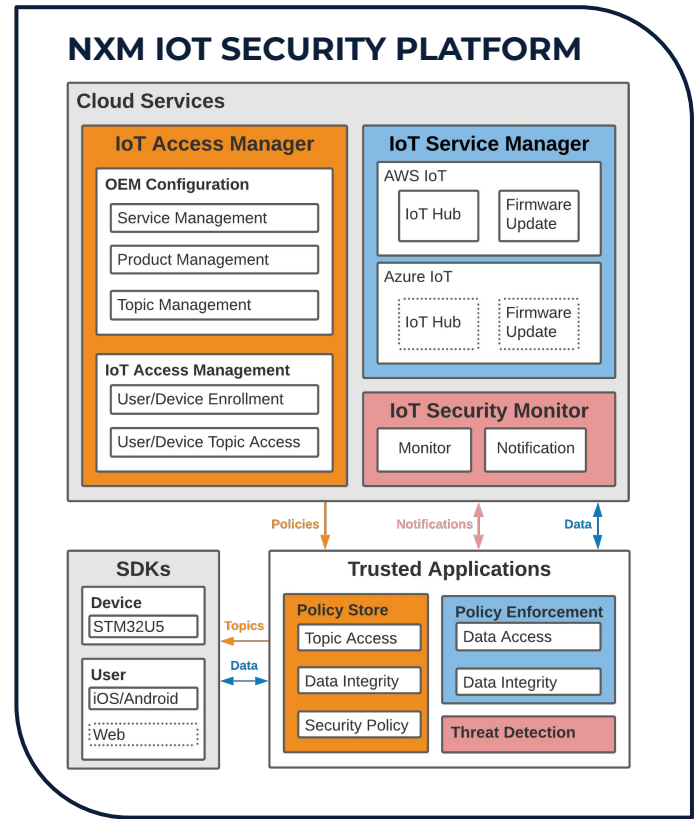 NXM IOT SECURITY PLATFORM
Cloud Services
IoT Access Manager
OEM Configuration
Service Management
Product Management
Topic Management
IoT Access Management
User/Device Enrollment
User/Device Topic Access
IoT Service Manager
AWS IoT
IoT Hub
Firmware
Update
Azure IoT
IoT Hub
Firmware
Update
IoT Security Monitor
Monitor
Notification
Policies
Notifications
Data
SDKs
Device
STM32U5
User
iOS/Android
Web
Topics
Data
Trusted Applications
Policy Store
Topic Access
Data Integrity
Security Policy
Policy Enforcement
Data Access
Data Integrity
Threat Detection